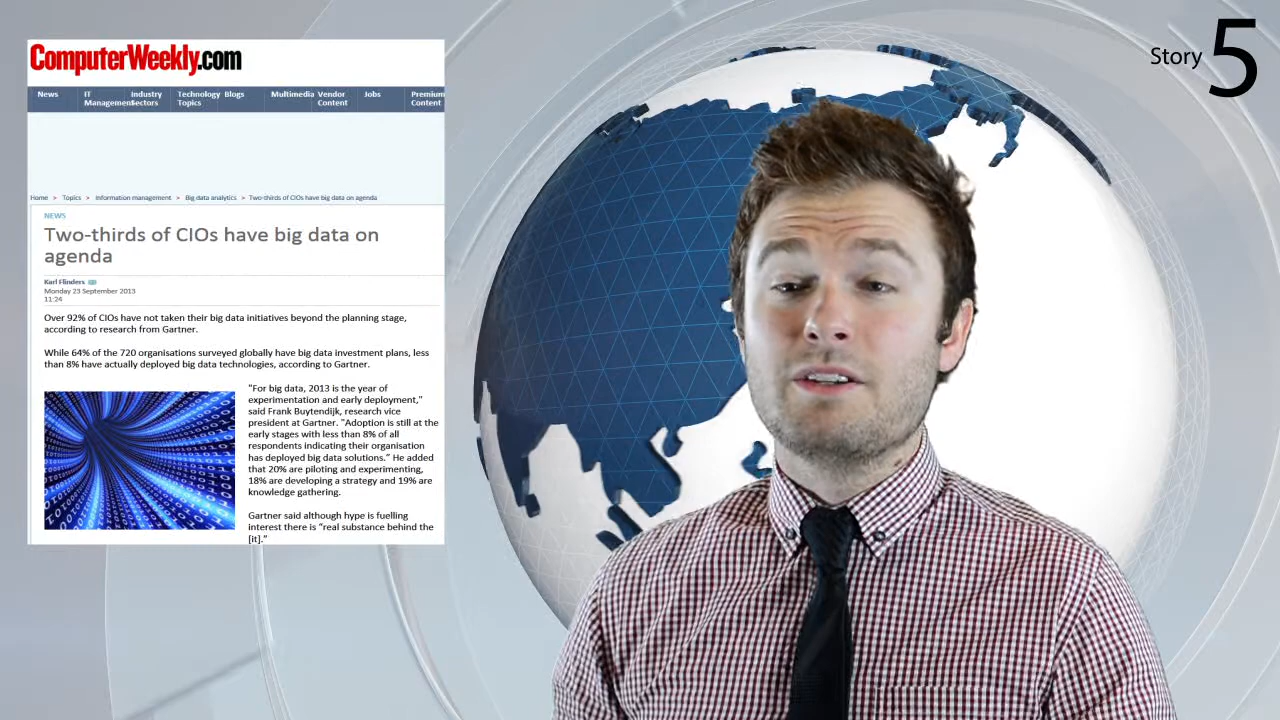 ComputerWeekly.com
Story 5
News IT Management Industry Sectors Technology Topics Blogs Multimedia Vendor Content Jobs Premium Content
Home > Topics > Information management > Big data analytics > Two-thirds of CIOs have big data on agenda
NEWS
Two-thirds of CIOs have big data on
agenda
Karl Flinders
Monday 23 September 2013
11:24
Over 92% of CIOs have not taken their big data initiatives beyond the planning stage,
according to research from Gartner.
While 64% of the 720 organisations surveyed globally have big data investment plans, less
than 8% have actually deployed big data technologies, according to Gartner.
"For big data, 2013 is the year of
experimentation and early deployment,"
said Frank Buytendijk, research vice
president at Gartner. "Adoption is still at the
early stages with less than 8% of all
respondents indicating their organisation
has deployed big data solutions." He added
that 20% are piloting and experimenting,
18% are developing a strategy and 19% are
knowledge gathering.
Gartner said although hype is fuelling
interest there is "real substance behind the
[it]."